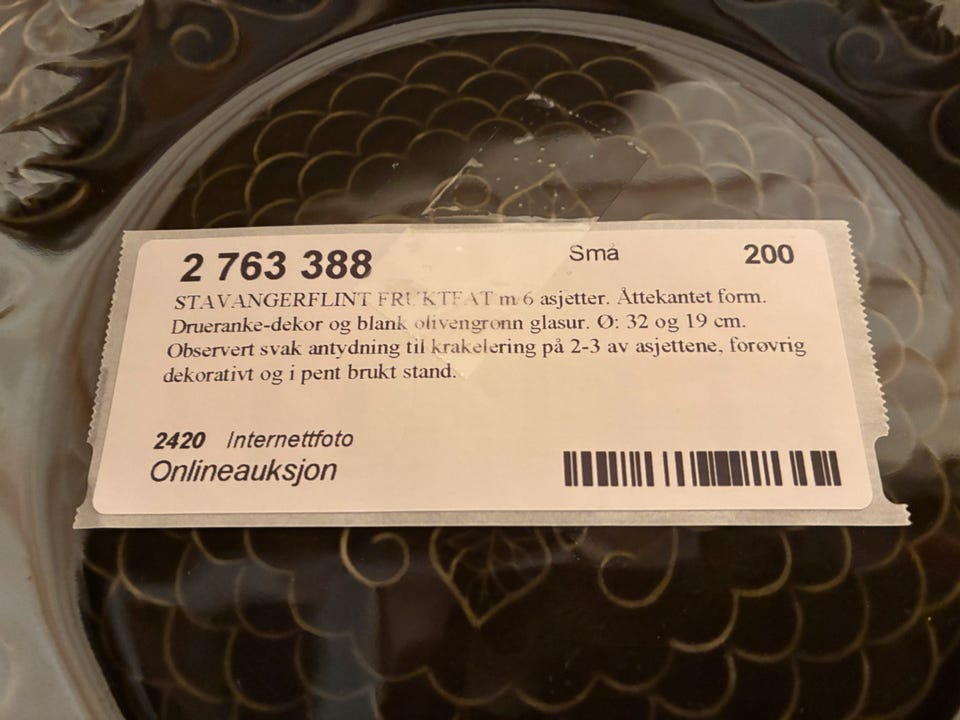 2 763 388 Små 200
STAVANGERFLINT FRUKTFAT m/6 asjetter. Åttekantet form.
Drueranke-dekor og blank olivengrønn glasur. Ø: 32 og 19 cm.
Observert svak antydning til krakelering på 2-3 av asjettene, forøvrig
dekorativt og i pent brukt stand.
2420 Internettfoto
Onlineauksjon